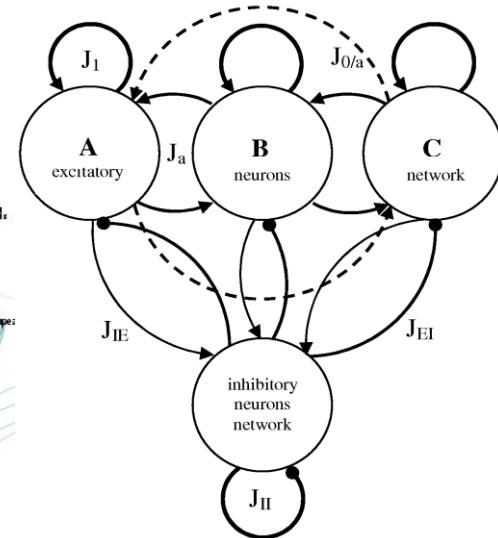 J1
J0/a
A
excitatory
Ja
B
neurons
C
network
JIE
JEI
inhibitory
neurons
network
JII